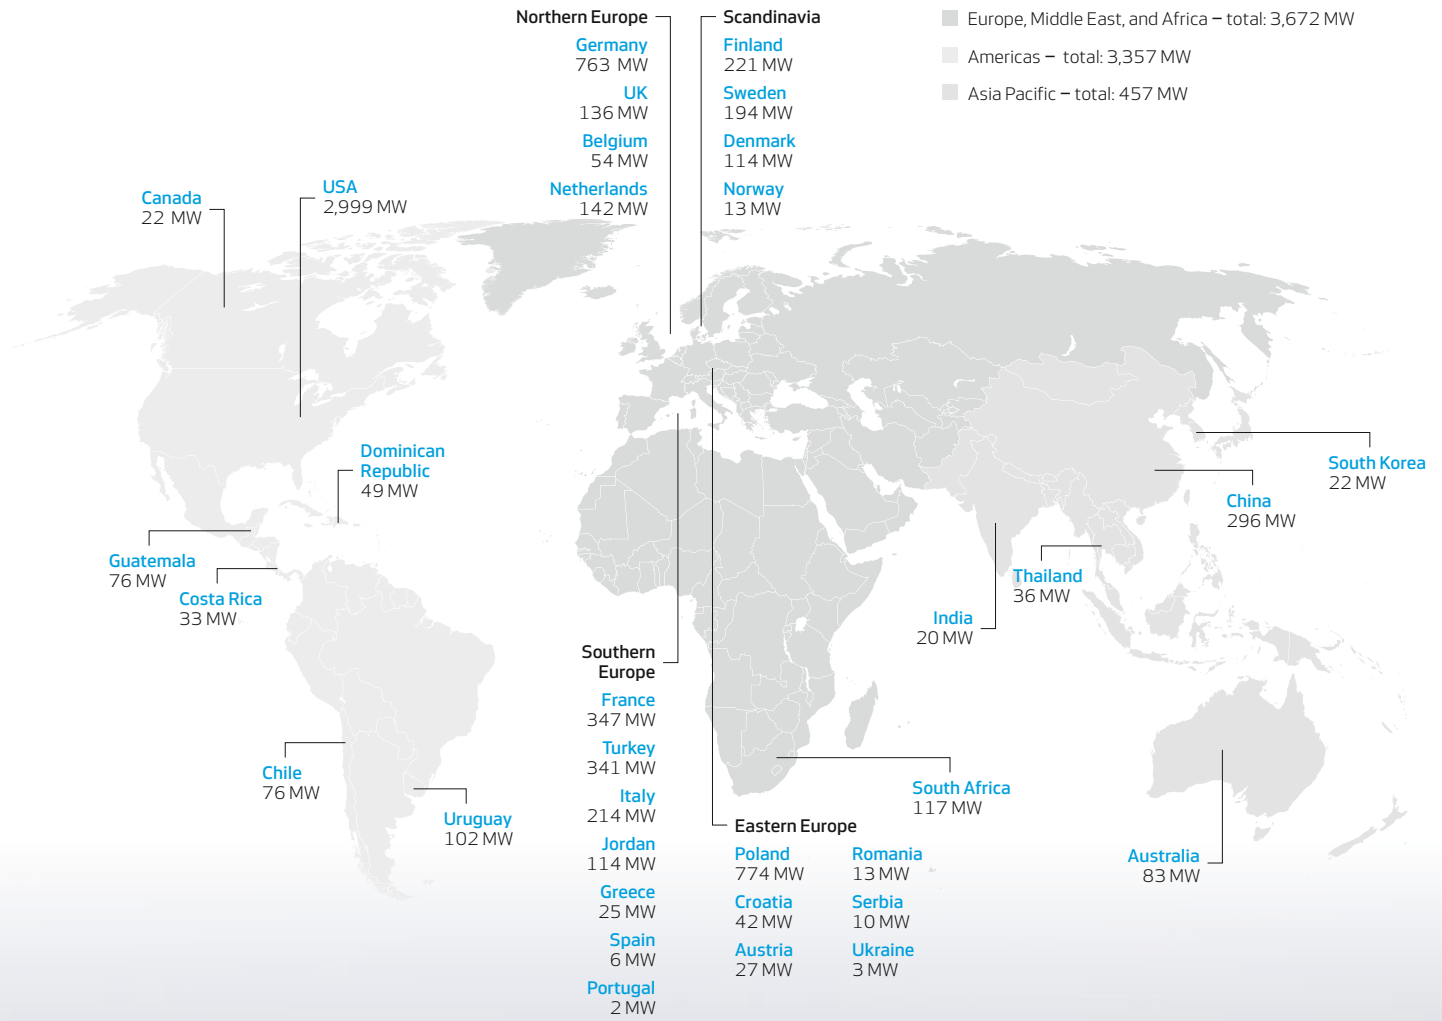 Northern Europe
Germany
763 MW
UK
136 MW
Belgium
54 MW
Netherlands
142 MW
Scandinavia
Finland
221 MW
Sweden
194 MW
Denmark
114 MW
Norway
13 MW
Europe, Middle East, and Africa – total: 3,672 MW
Americas – total: 3,357 MW
Asia Pacific – total: 457 MW
Canada
22 MW
USA
2,999 MW
Dominican
Republic
49 MW
Guatemala
76 MW
Costa Rica
33 MW
Chile
76 MW
Uruguay
102 MW
Southern
Europe
France
347 MW
Turkey
341 MW
Italy
214 MW
Jordan
114 MW
Greece
25 MW
Spain
6 MW
Portugal
2 MW
Eastern Europe
Poland
774 MW
Croatia
42 MW
Austria
27 MW
Romania
13 MW
Serbia
10 MW
Ukraine
3 MW
South Africa
117 MW
India
20 MW
Thailand
36 MW
China
296 MW
South Korea
22 MW
Australia
83 MW